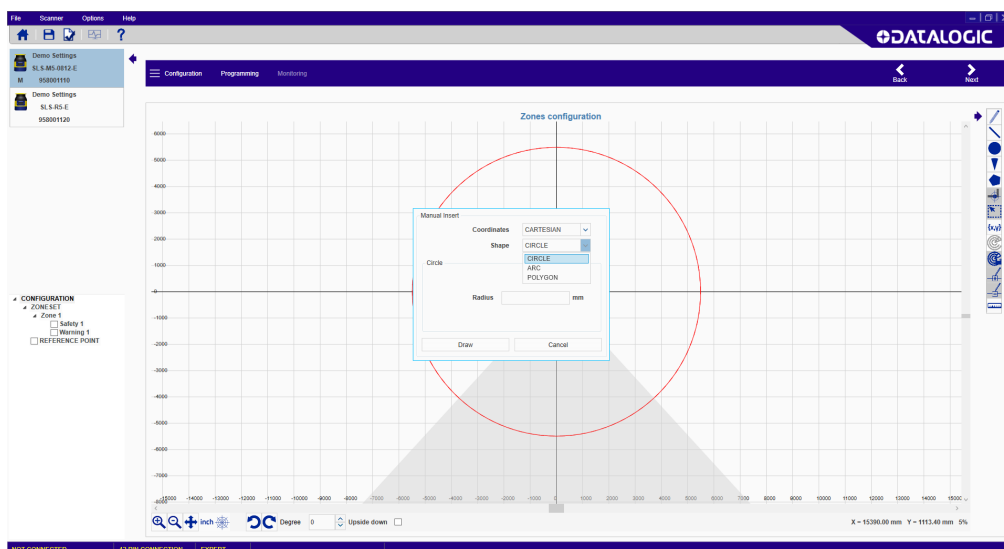 File Scanner Options Help
DATALOGIC
Demo Settings
SLS-M5-0812-E
M 958001110
Demo Settings
SLS-R5-E
958001120
Configuration Programming Monitoring
Back Next
Zones configuration
6000
5000
4000
3000
2000
1000
0
-1000
-2000
-3000
-4000
-5000
-6000
-7000
-8000
-15000 -14000 -13000 -12000 -11000 -10000 -9000 -8000 -7000 -6000 -5000 -4000 -3000 -2000 -1000 0 1000 2000 3000 4000 5000 6000 7000 8000 9000 10000 11000 12000 13000 14000 15000
Manual Insert
Coordinates CARTESIAN
Shape CIRCLE
CIRCLE
ARC
POLYGON
Circle
Radius mm
Draw Cancel
{x,y}
CONFIGURATION
ZONESET
Zone 1
Safety 1
Warning 1
REFERENCE POINT
inch Degree 0 Upside down
X = 15390.00 mm Y = 1113.40 mm 5%
NOT CONNECTED 12 PIN CONNECTION EXPERT